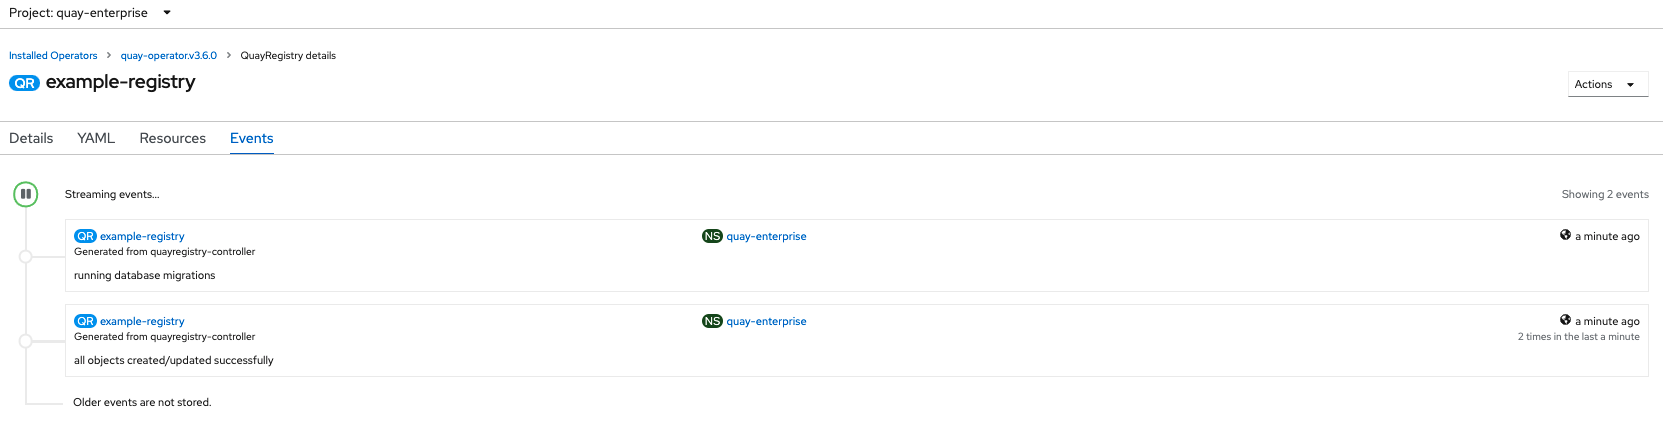 Project: quay-enterprise
Installed Operators > quay-operator.v3.6.0 > QuayRegistry details
QR example-registry
Actions
Details YAML Resources Events
Streaming events...
Showing 2 events
QR example-registry NS quay-enterprise a minute ago
Generated from quayregistry-controller
running database migrations
QR example-registry NS quay-enterprise a minute ago
Generated from quayregistry-controller 2 times in the last a minute
all objects created/updated successfully
Older events are not stored.